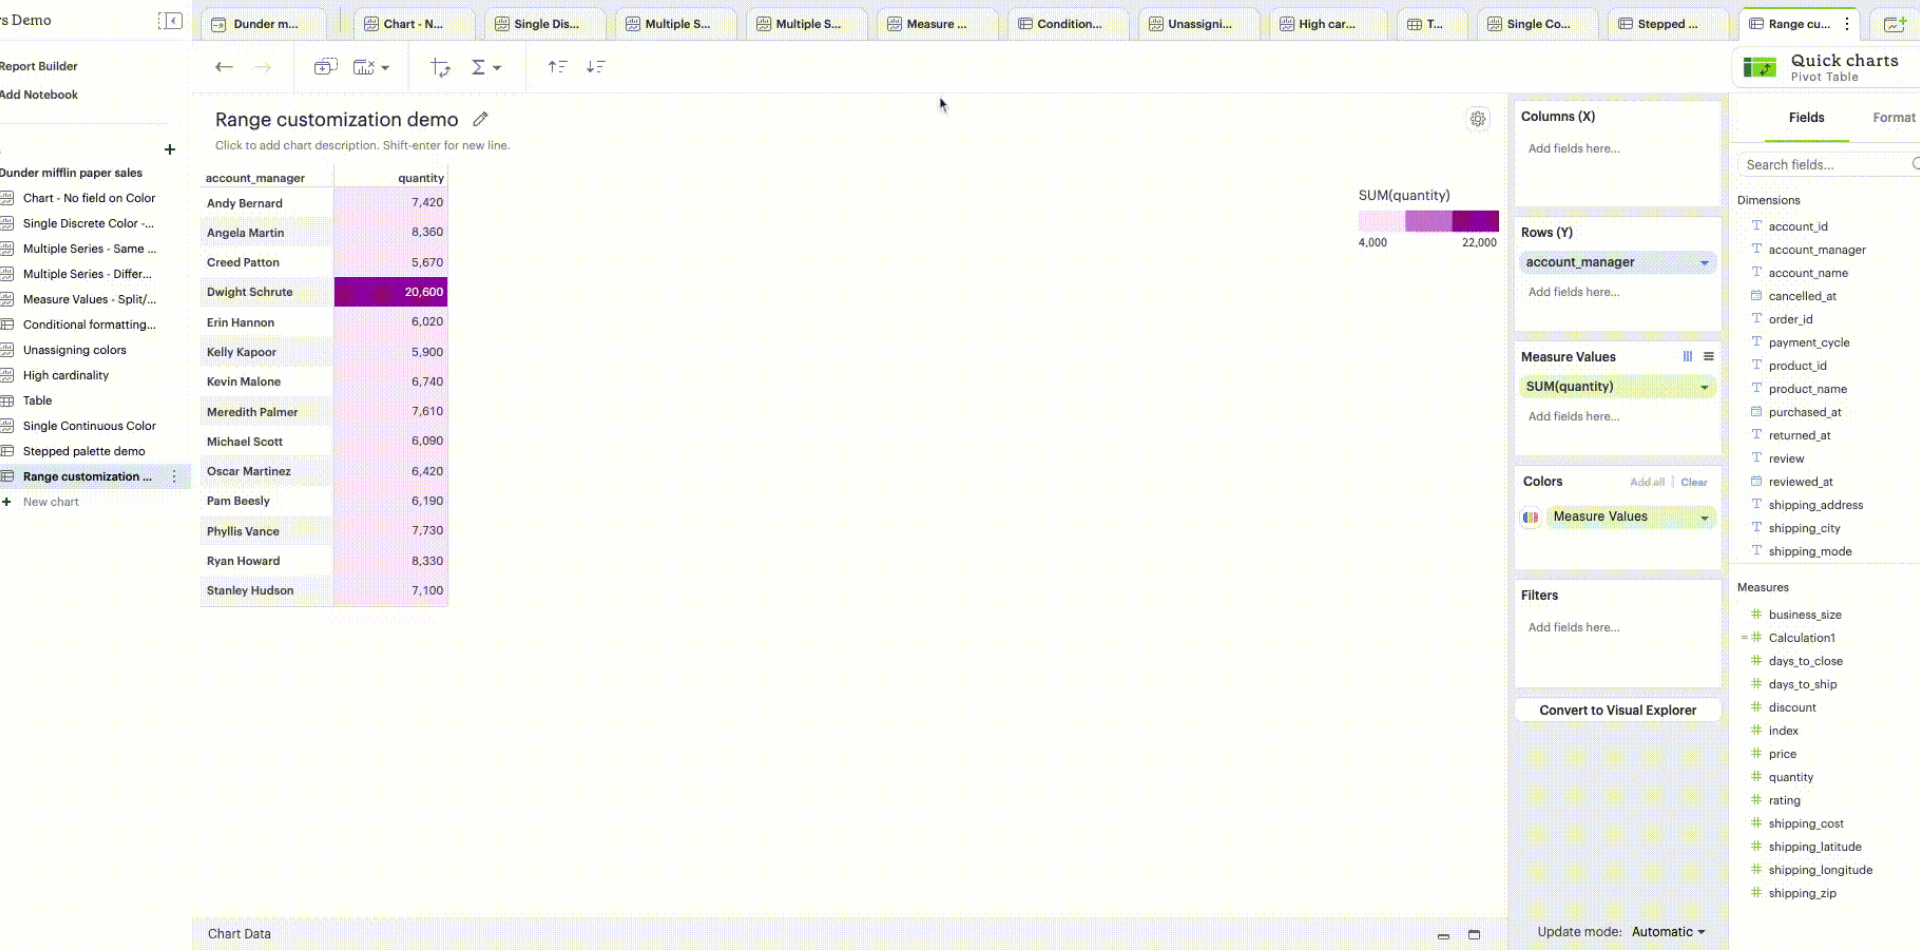 s Demo
Dunder m...
Chart - N...
Single Dis...
Multiple S...
Multiple S...
Measure ...
Condition...
Unassigni...
High car...
T...
Single Co...
Stepped ...
Range cu...
Report Builder
Add Notebook
Quick charts
Pivot Table
Dunder mifflin paper sales
Chart - No field on Color
Single Discrete Color -...
Multiple Series - Same ...
Multiple Series - Differ...
Measure Values - Split/...
Conditional formatting...
Unassigning colors
High cardinality
Table
Single Continuous Color
Stepped palette demo
Range customization ...
New chart
Range customization demo
Click to add chart description. Shift-enter for new line.
account_manager quantity
Andy Bernard 7,420
Angela Martin 8,360
Creed Patton 5,670
Dwight Schrute 20,600
Erin Hannon 6,020
Kelly Kapoor 5,900
Kevin Malone 6,740
Meredith Palmer 7,610
Michael Scott 6,090
Oscar Martinez 6,420
Pam Beesly 6,190
Phyllis Vance 7,730
Ryan Howard 8,330
Stanley Hudson 7,100
SUM(quantity)
4,000 22,000
Columns (X)
Add fields here...
Rows (Y)
account_manager
Add fields here...
Measure Values
SUM(quantity)
Add fields here...
Colors Add all Clear
Measure Values
Filters
Add fields here...
Convert to Visual Explorer
Fields Format
Search fields...
Dimensions
account_id
account_manager
account_name
cancelled_at
order_id
payment_cycle
product_id
product_name
purchased_at
returned_at
review
reviewed_at
shipping_address
shipping_city
shipping_mode
Measures
business_size
Calculation1
days_to_close
days_to_ship
discount
index
price
quantity
rating
shipping_cost
shipping_latitude
shipping_longitude
shipping_zip
Chart Data
Update mode: Automatic